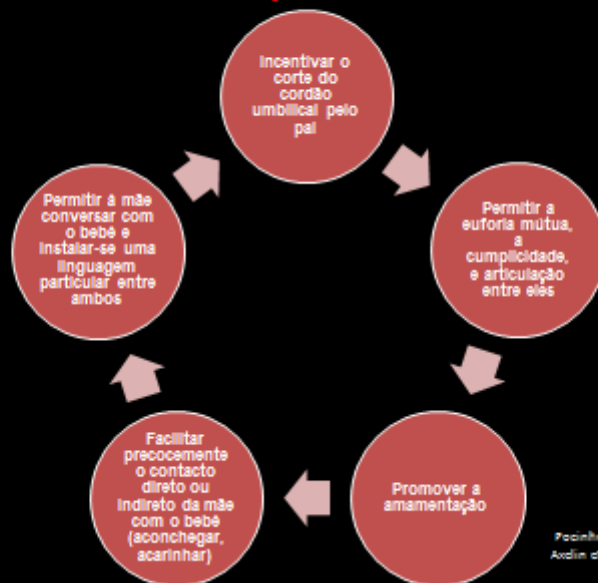 Incentivar o
corte do
cordão
umbilical pelo
pai
Permitir a
euforia mútua,
a
cumplicidade,
e articulação
entre eles
Promover a
amamentação
Facilitar
precocemente
o contacto
direto ou
indireto da mãe
com o bebé
(aconchegar,
acarinhar)
Permitir à mãe
conversar com
o bebé e
instalar-se uma
linguagem
particular entre
ambos